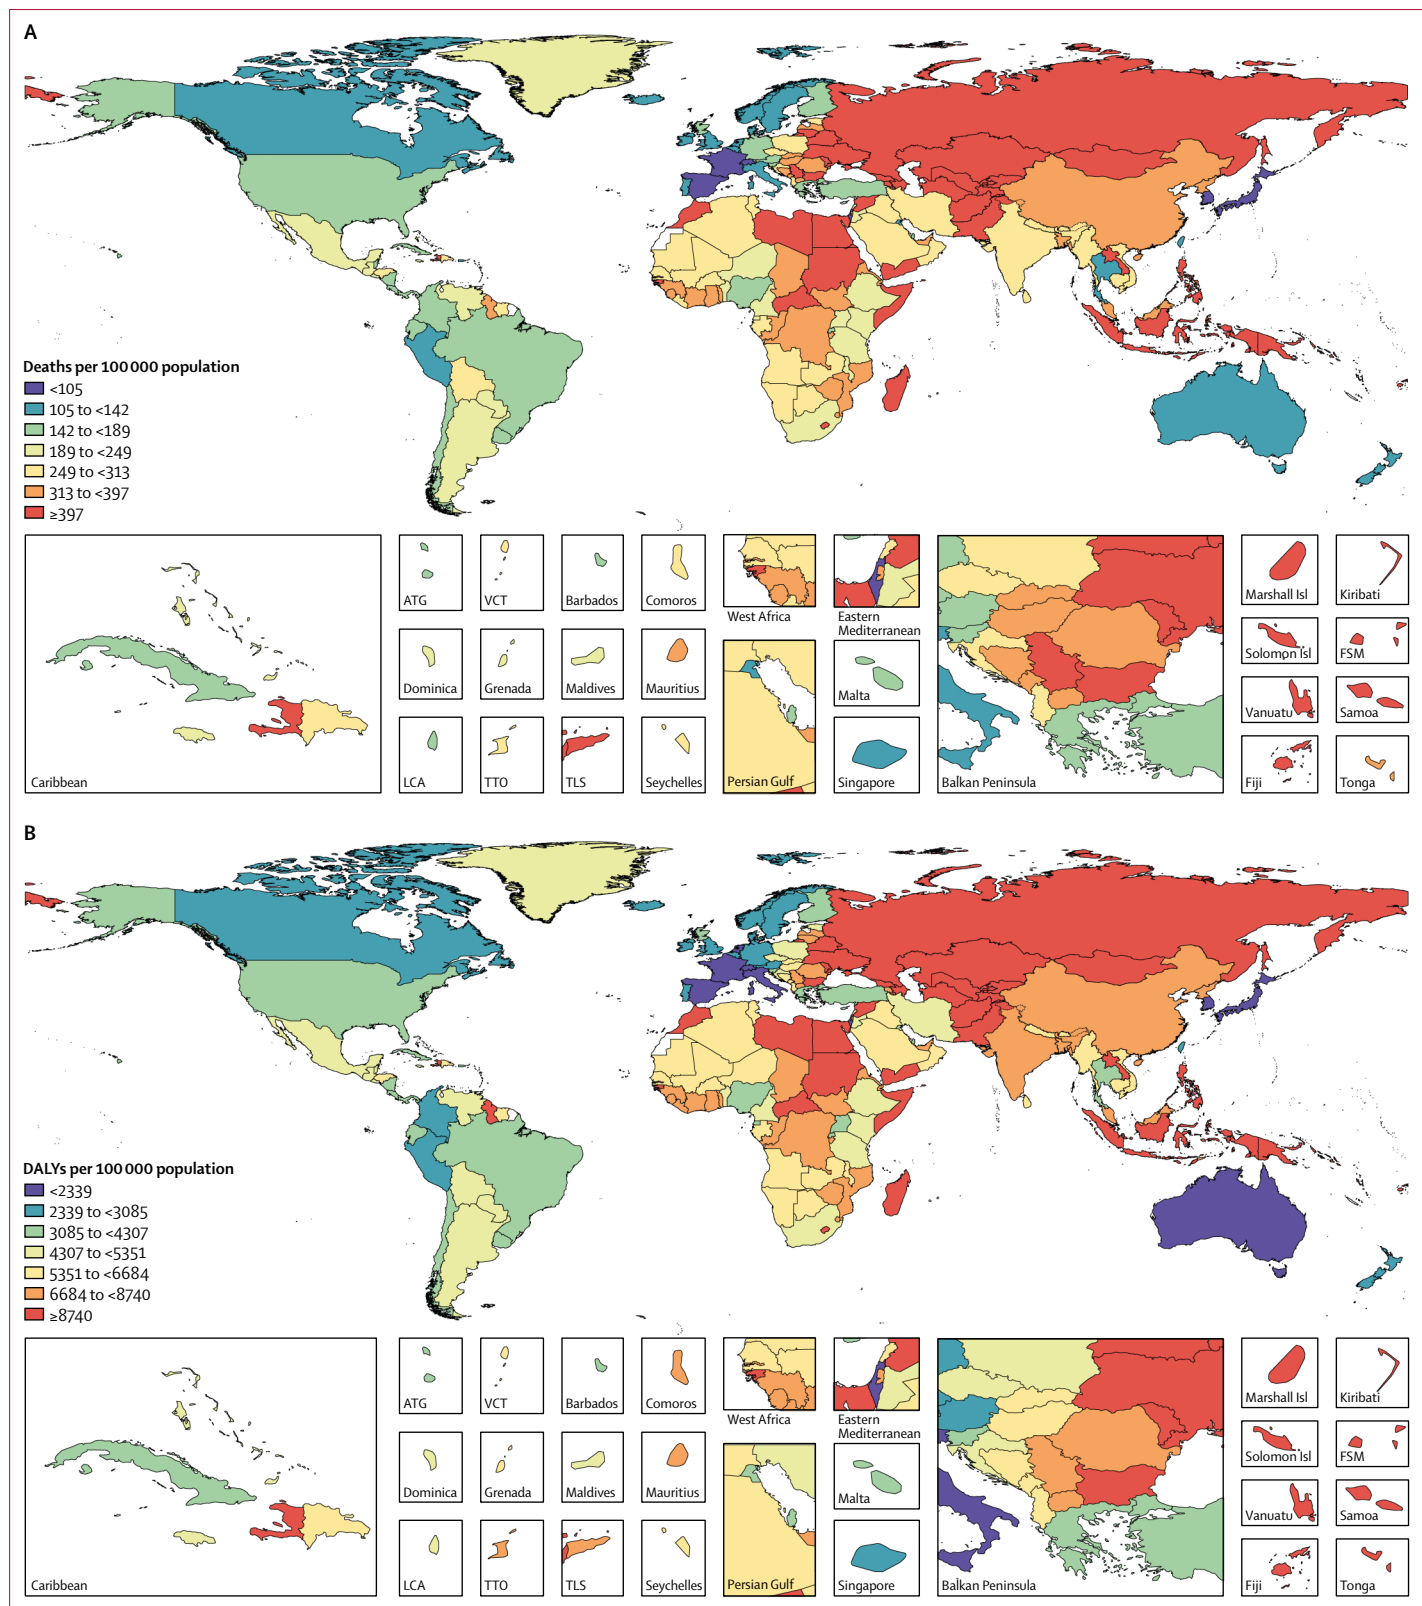 A
Deaths per 100 000 population
<105
105 to <142
142 to <189
189 to <249
249 to <313
313 to <397
≥397
Caribbean
ATG
VCT
Barbados
Comoros
Dominica
Grenada
Maldives
Mauritius
LCA
TTO
TLS
Seychelles
West Africa
Eastern
Mediterranean
Persian Gulf
Malta
Singapore
Balkan Peninsula
Marshall Isl
Kiribati
Solomon Isl
FSM
Vanuatu
Samoa
Fiji
Tonga
B
DALYs per 100 000 population
<2339
2339 to <3085
3085 to <4307
4307 to <5351
5351 to <6684
6684 to <8740
≥8740
Caribbean
ATG
VCT
Barbados
Comoros
Dominica
Grenada
Maldives
Mauritius
LCA
TTO
TLS
Seychelles
West Africa
Eastern
Mediterranean
Persian Gulf
Malta
Singapore
Balkan Peninsula
Marshall Isl
Kiribati
Solomon Isl
FSM
Vanuatu
Samoa
Fiji
Tonga